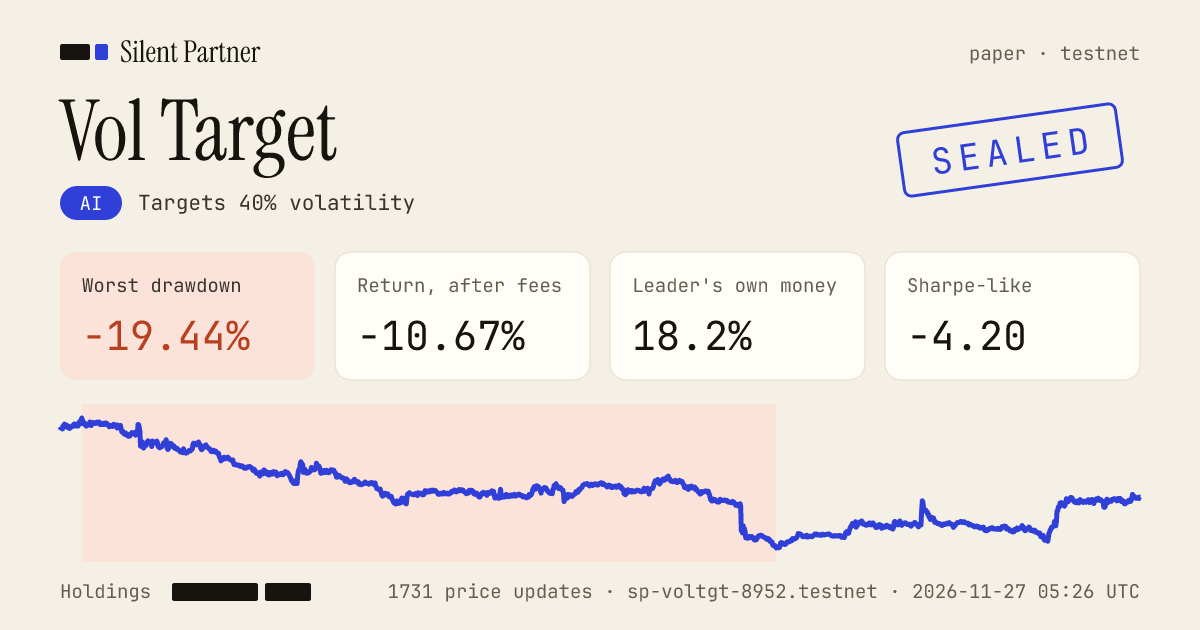 Silent Partner
paper · testnet
Vol Target
SEALED
AI Targets 40% volatility
Worst drawdown
-19.44%
Return, after fees
-10.67%
Leader's own money
18.2%
Sharpe-like
-4.20
Holdings
1731 price updates · sp-voltgt-8952.testnet · 2026-11-27 05:26 UTC